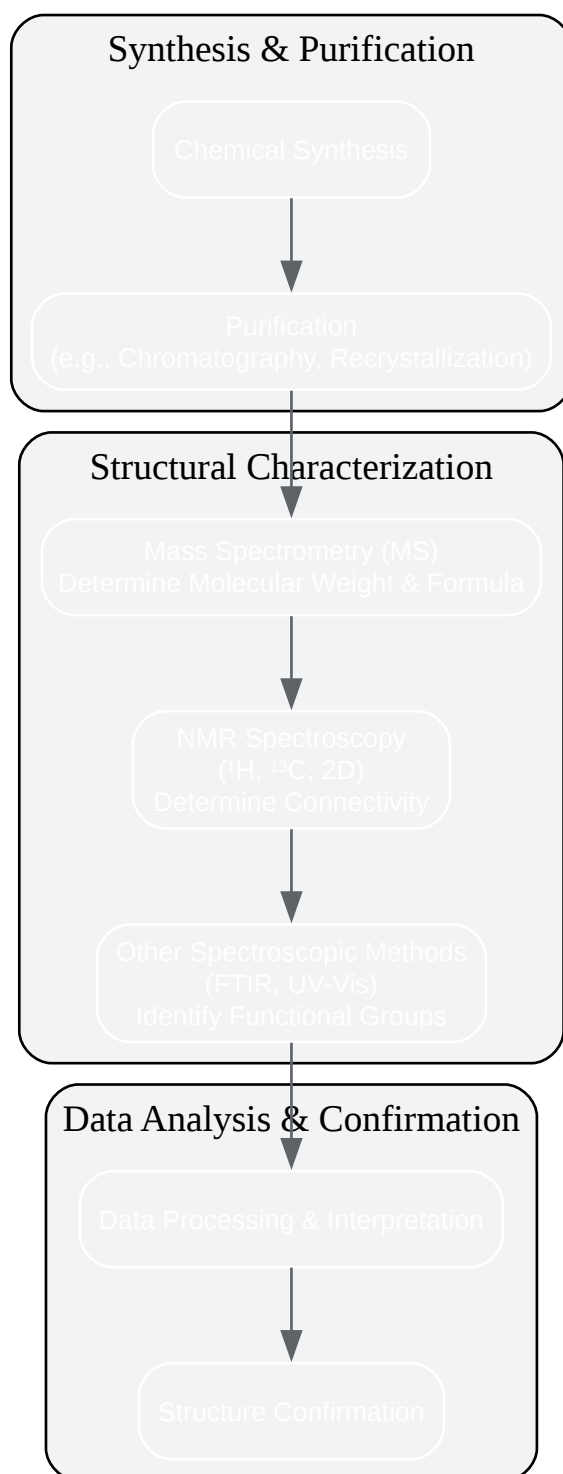 Synthesis & Purification
Chemical Synthesis
Purification
(e.g., Chromatography, Recrystallization)
Structural Characterization
Mass Spectrometry (MS)
Determine Molecular Weight & Formula
NMR Spectroscopy
(¹H, ¹³C, 2D)
Determine Connectivity
Other Spectroscopic Methods
(FTIR, UV-Vis)
Identify Functional Groups
Data Analysis & Confirmation
Data Processing & Interpretation
Structure Confirmation